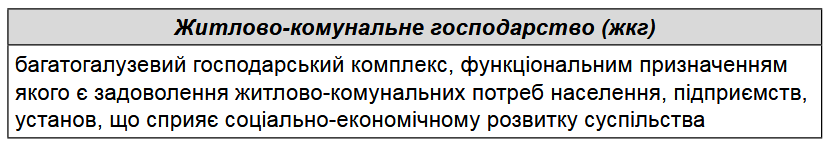 Житлово-комунальне господарство (жкг)
багатогалузевий господарський комплекс, функціональним призначенням
якого є задоволення житлово-комунальних потреб населення, підприємств,
установ, що сприяє соціально-економічному розвитку суспільства